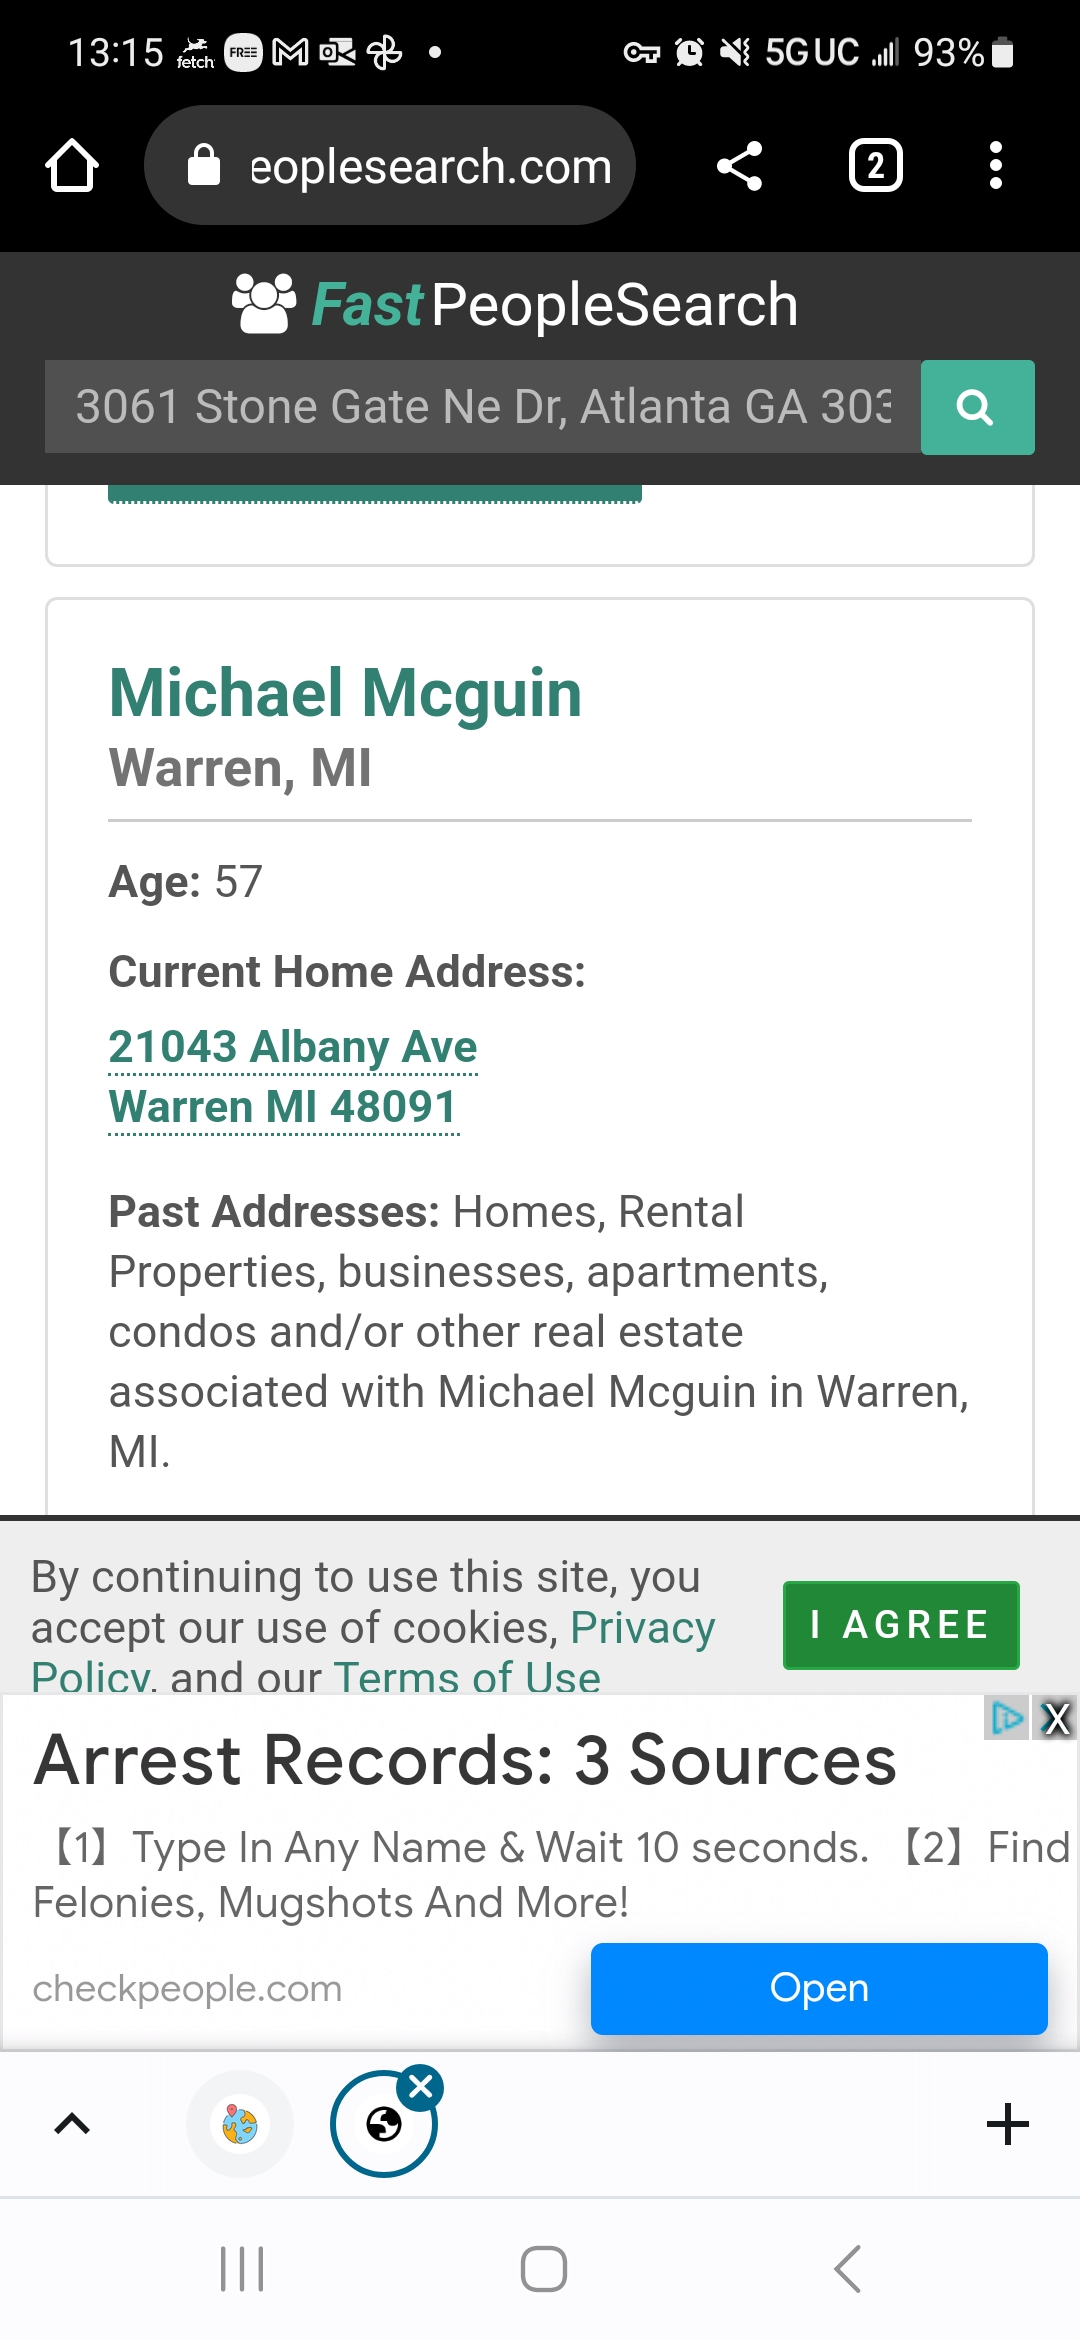 13:15 fetch FREE 5G UC 93%
eoplesearch.com 2
FastPeopleSearch
3061 Stone Gate Ne Dr, Atlanta GA 303
Michael Mcguin
Warren, MI
Age: 57
Current Home Address:
21043 Albany Ave
Warren MI 48091
Past Addresses: Homes, Rental
Properties, businesses, apartments,
condos and/or other real estate
associated with Michael Mcguin in Warren,
MI.
By continuing to use this site, you
accept our use of cookies, Privacy
Policy, and our Terms of Use
I AGREE
Arrest Records: 3 Sources
【1】 Type In Any Name & Wait 10 seconds. 【2】 Find
Felonies, Mugshots And More!
checkpeople.com
Open